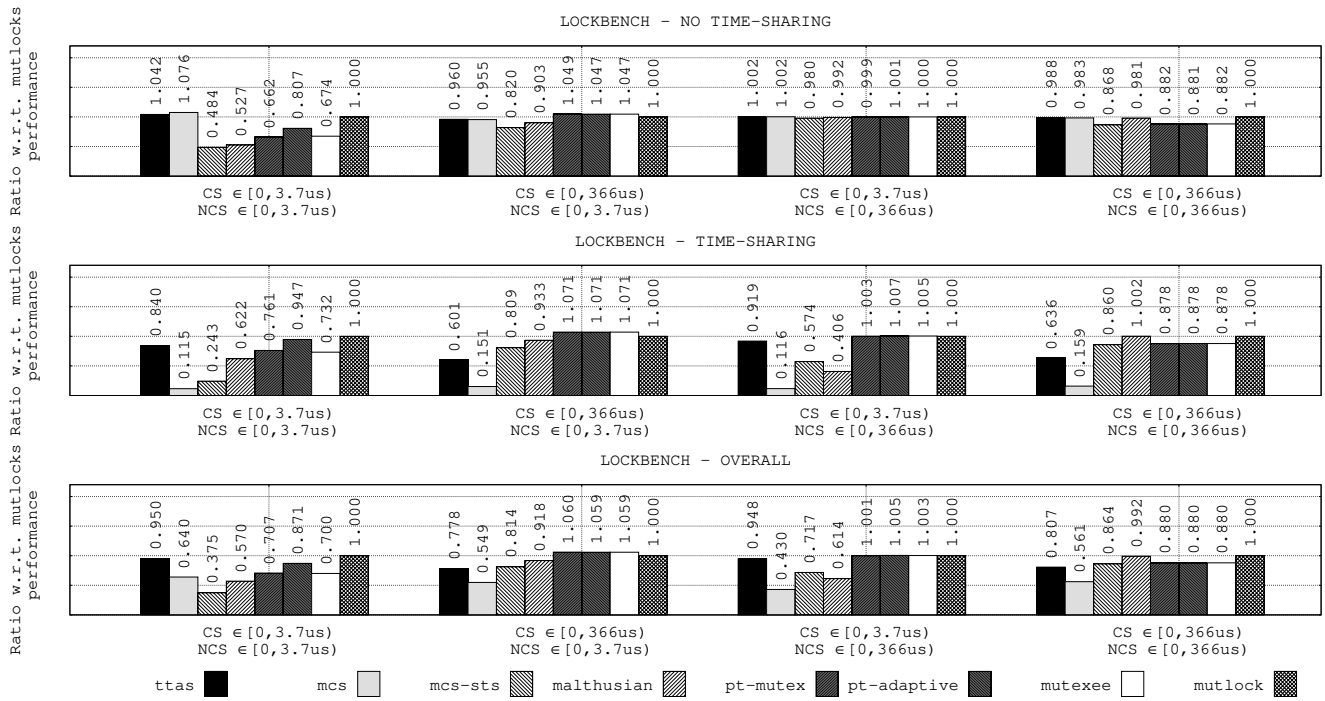 LOCKBENCH - NO TIME-SHARING
Ratio w.r.t. mutlocks
performance
1.042 1.076 0.484 0.527 0.662 0.807 0.674 1.000
0.960 0.955 0.820 0.903 1.049 1.047 1.047 1.000
1.002 1.002 0.980 0.992 0.999 1.001 1.000 1.000
0.988 0.983 0.868 0.981 0.882 0.881 0.882 1.000
CS ∈[0,3.7us) CS ∈[0,366us) CS ∈[0,3.7us) CS ∈[0,366us)
NCS ∈[0,3.7us) NCS ∈[0,3.7us) NCS ∈[0,366us) NCS ∈[0,366us)
LOCKBENCH - TIME-SHARING
Ratio w.r.t. mutlocks
performance
0.840 0.115 0.243 0.622 0.761 0.947 0.732 1.000
0.601 0.151 0.809 0.933 1.071 1.071 1.071 1.000
0.919 0.116 0.574 0.406 1.003 1.007 1.005 1.000
0.636 0.159 0.860 1.002 0.878 0.878 0.878 1.000
CS ∈[0,3.7us) CS ∈[0,366us) CS ∈[0,3.7us) CS ∈[0,366us)
NCS ∈[0,3.7us) NCS ∈[0,3.7us) NCS ∈[0,366us) NCS ∈[0,366us)
LOCKBENCH - OVERALL
Ratio w.r.t. mutlocks
performance
0.950 0.640 0.375 0.570 0.707 0.871 0.700 1.000
0.778 0.549 0.814 0.918 1.060 1.059 1.059 1.000
0.948 0.430 0.717 0.614 1.001 1.005 1.003 1.000
0.807 0.561 0.864 0.992 0.880 0.880 0.880 1.000
CS ∈[0,3.7us) CS ∈[0,366us) CS ∈[0,3.7us) CS ∈[0,366us)
NCS ∈[0,3.7us) NCS ∈[0,3.7us) NCS ∈[0,366us) NCS ∈[0,366us)
ttas mcs mcs-sts malthusian pt-mutex pt-adaptive mutexee mutlock